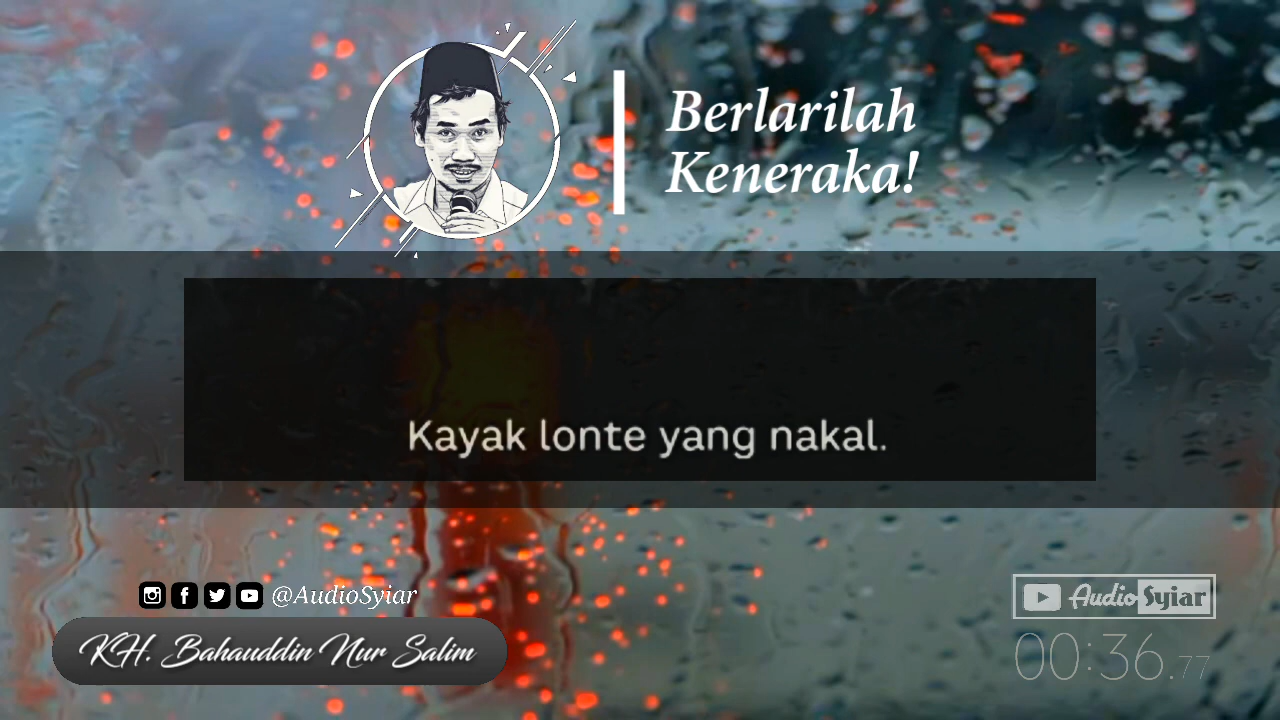 Berlarilah
Keneraka!
Kayak lonte yang nakal.
@AudioSyiar
KH. Bahauddin Nur Salim
Audio Syiar
00:36.77